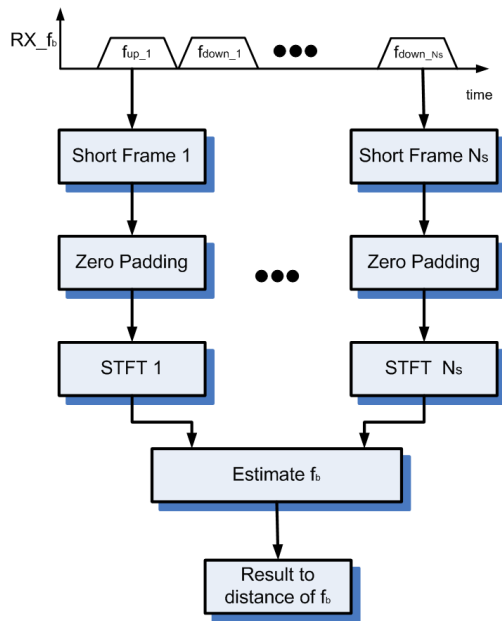 RX_fb
fup_1
fdown_1
fdown_Ns
time
Short Frame 1
Short Frame Ns
Zero Padding
Zero Padding
STFT 1
STFT Ns
Estimate fb
Result to
distance of fb